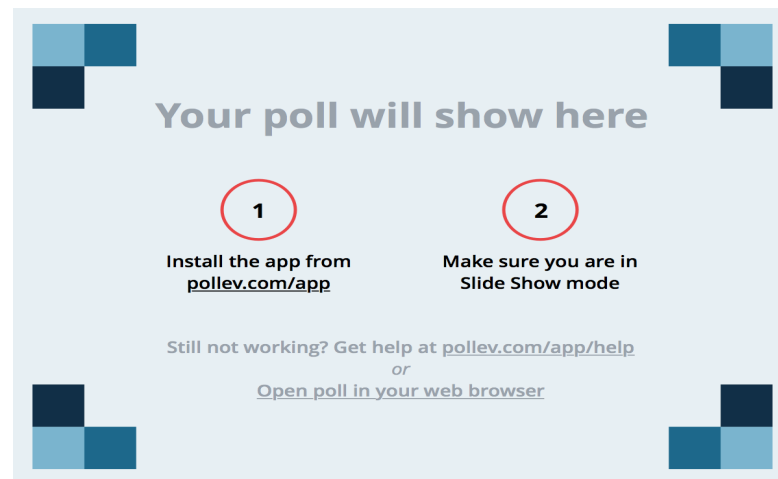 Your poll will show here
1
2
Install the app from
pollev.com/app
Make sure you are in
Slide Show mode
Still not working? Get help at pollev.com/app/help
or
Open poll in your web browser